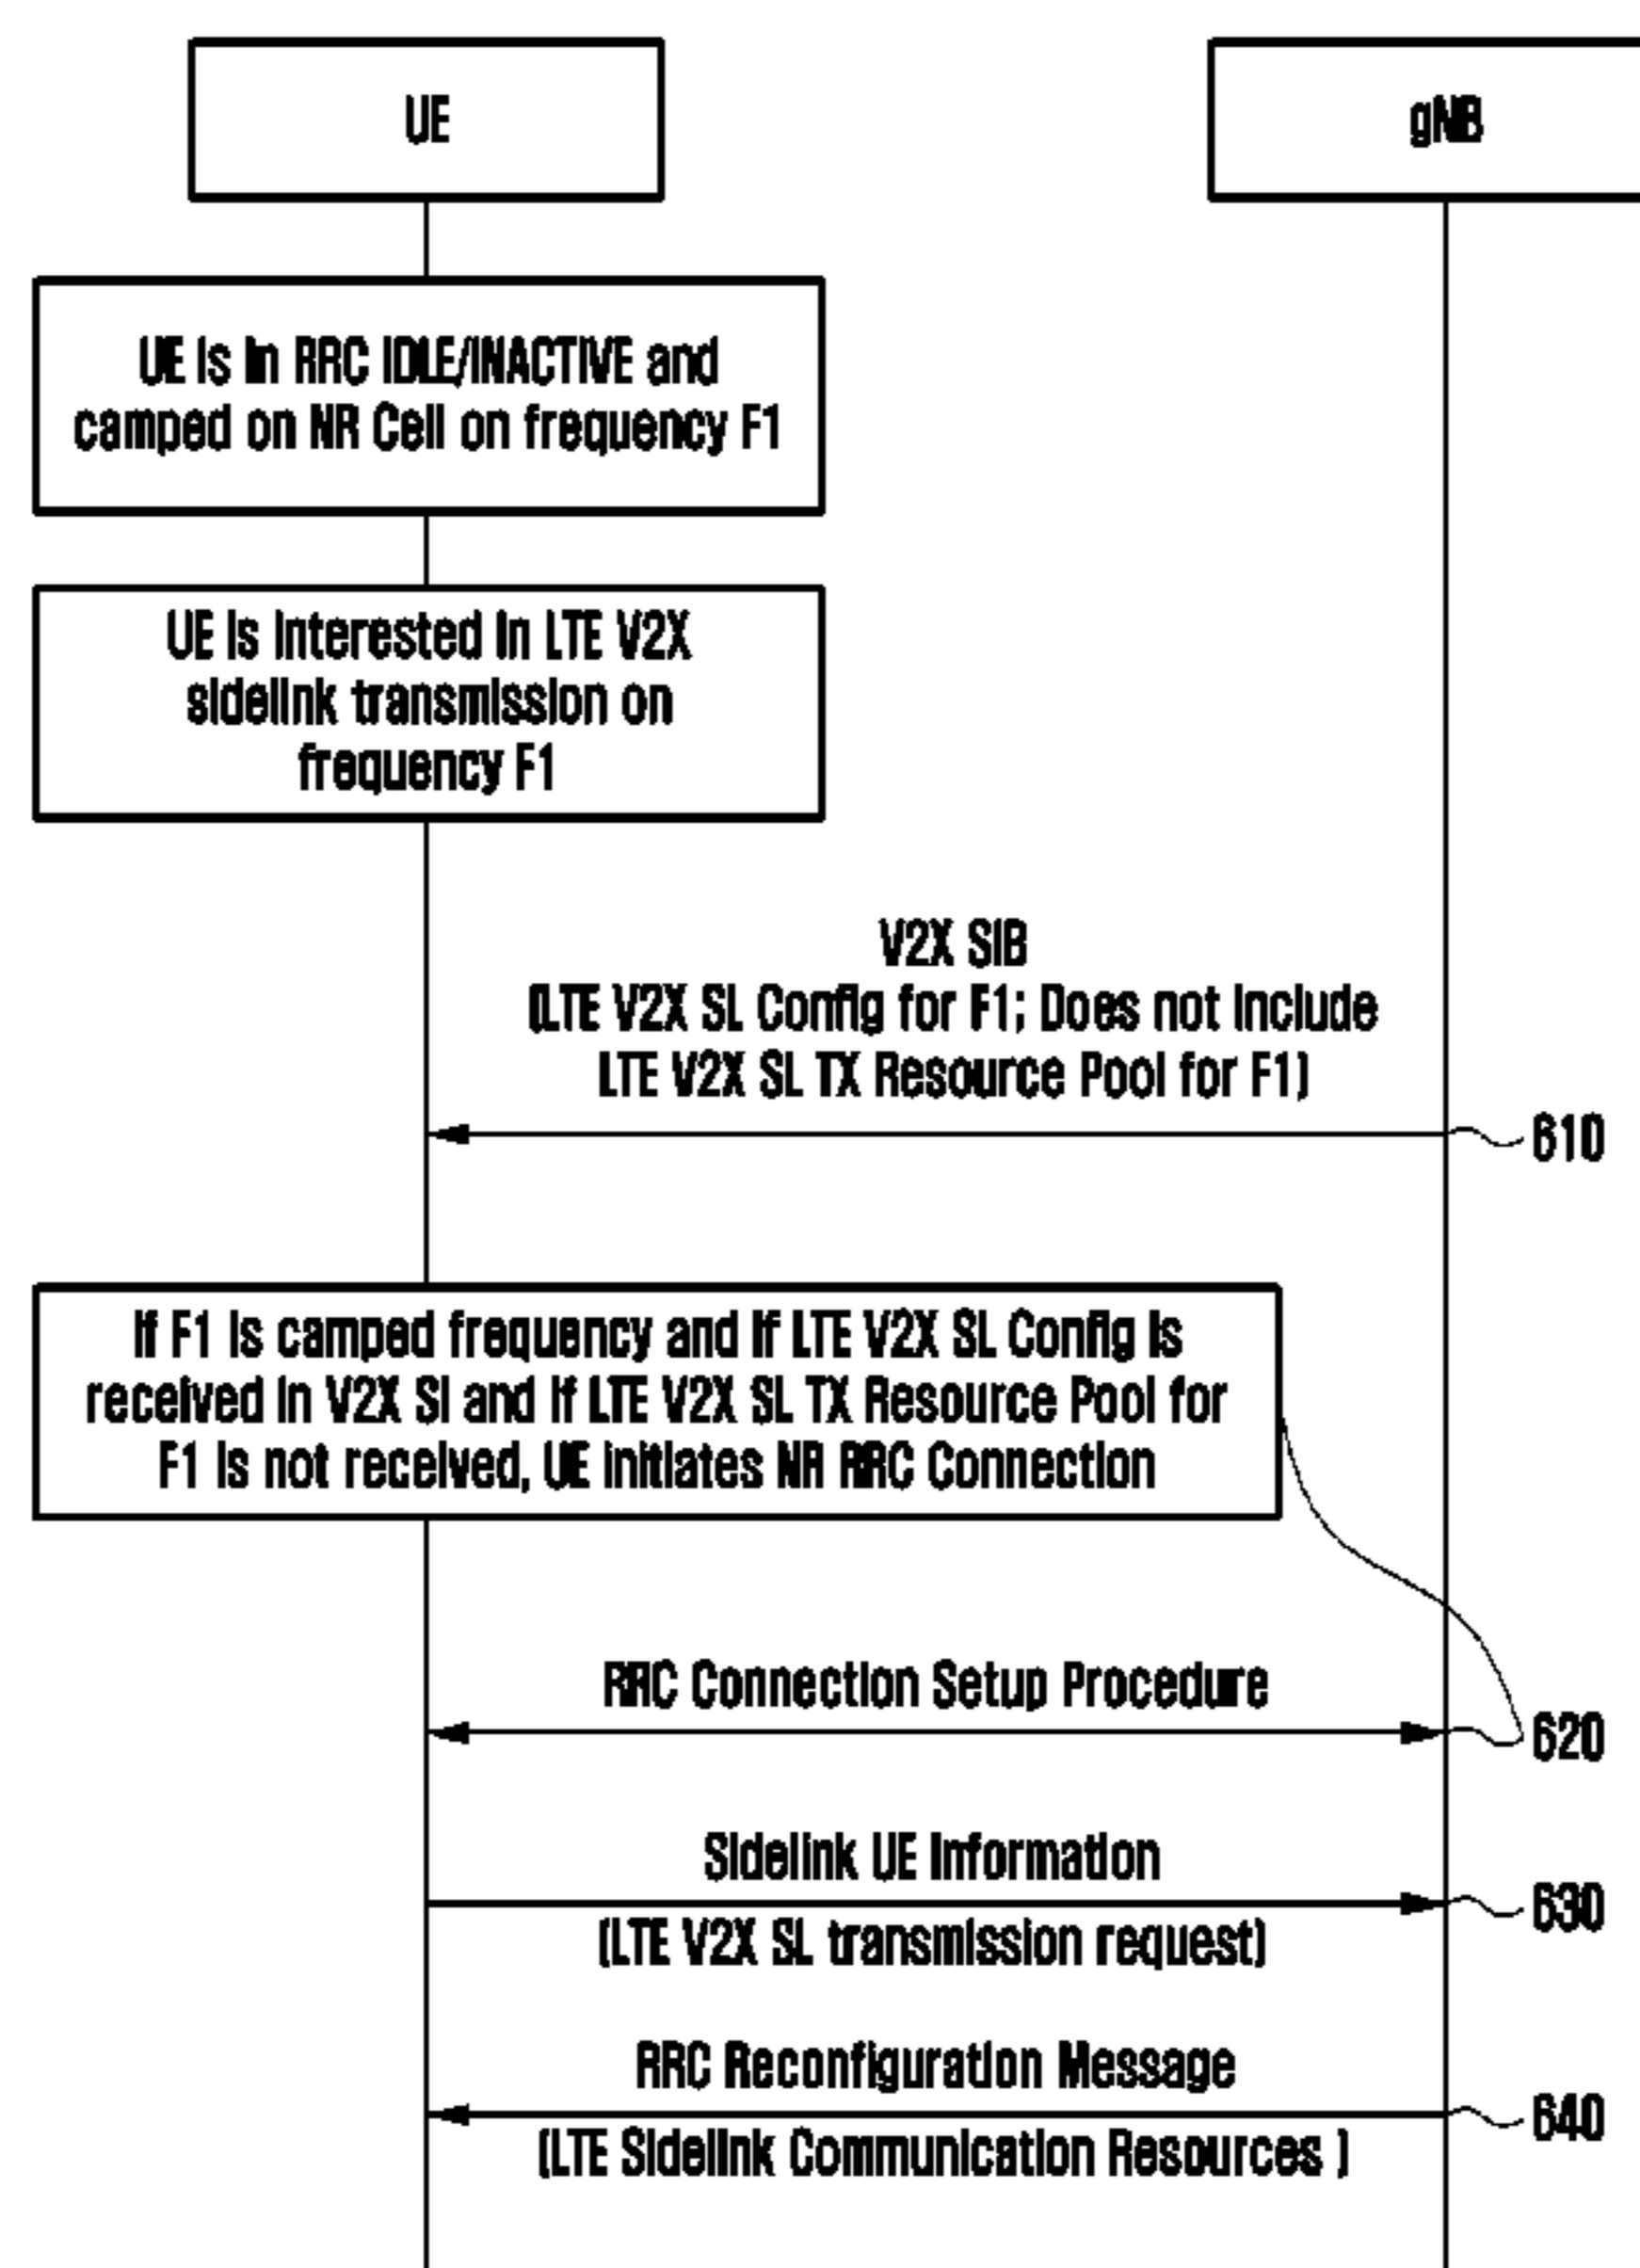 UE
gNB
UE is in RRC IDLE/INACTIVE and
camped on NR Cell on frequency F1
UE is interested in LTE V2X
sidelink transmission on
frequency F1
V2X SIB
(LTE V2X SL Config for F1; Does not include
LTE V2X SL TX Resource Pool for F1)
610
If F1 is camped frequency and if LTE V2X SL Config is
received in V2X SI and if LTE V2X SL TX Resource Pool for
F1 is not received, UE initiates NR RRC Connection
RRC Connection Setup Procedure
620
Sidelink UE Information
630
(LTE V2X SL transmission request)
RRC Reconfiguration Message
640
(LTE Sidelink Communication Resources )